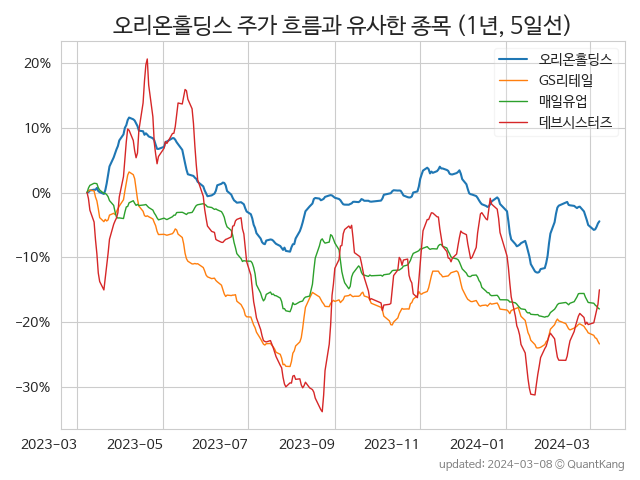 오리온홀딩스 주가 흐름과 유사한 종목 (1년, 5일선)
오리온홀딩스
GS리테일
매일유업
데브시스터즈
20%
10%
0%
−10%
−20%
−30%
2023-03 2023-05 2023-07 2023-09 2023-11 2024-01 2024-03
updated: 2024-03-08 © QuantKang